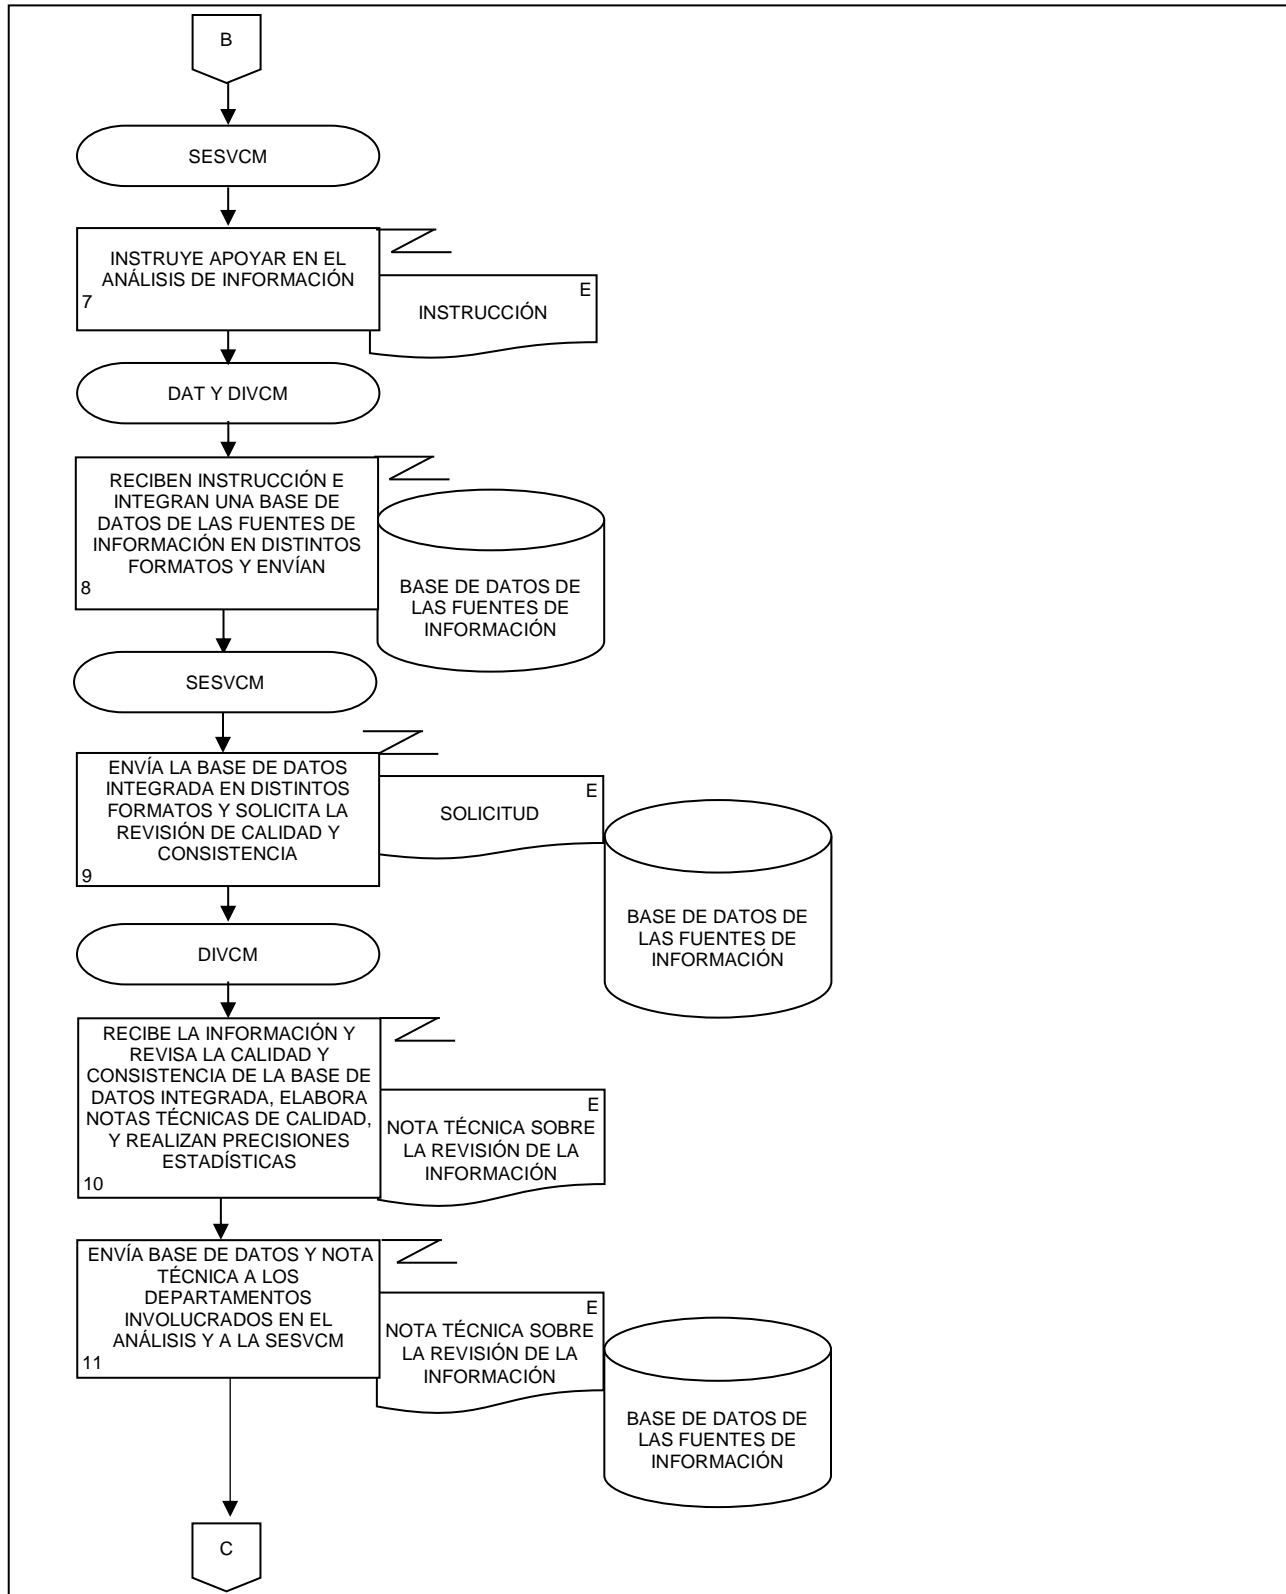 B
SESVCM
INSTRUYE APOYAR EN EL
ANÁLISIS DE INFORMACIÓN
7
E
INSTRUCCIÓN
DAT Y DIVCM
RECIBEN INSTRUCCIÓN E
INTEGRAN UNA BASE DE
DATOS DE LAS FUENTES DE
INFORMACIÓN EN DISTINTOS
FORMATOS Y ENVÍAN
8
BASE DE DATOS DE
LAS FUENTES DE
INFORMACIÓN
SESVCM
ENVÍA LA BASE DE DATOS
INTEGRADA EN DISTINTOS
FORMATOS Y SOLICITA LA
REVISIÓN DE CALIDAD Y
CONSISTENCIA
9
E
SOLICITUD
BASE DE DATOS DE
LAS FUENTES DE
INFORMACIÓN
DIVCM
RECIBE LA INFORMACIÓN Y
REVISA LA CALIDAD Y
CONSISTENCIA DE LA BASE DE
DATOS INTEGRADA, ELABORA
NOTAS TÉCNICAS DE CALIDAD,
Y REALIZAN PRECISIONES
ESTADÍSTICAS
10
E
NOTA TÉCNICA SOBRE
LA REVISIÓN DE LA
INFORMACIÓN
ENVÍA BASE DE DATOS Y NOTA
TÉCNICA A LOS
DEPARTAMENTOS
INVOLUCRADOS EN EL
ANÁLISIS Y A LA SESVCM
11
E
NOTA TÉCNICA SOBRE
LA REVISIÓN DE LA
INFORMACIÓN
BASE DE DATOS DE
LAS FUENTES DE
INFORMACIÓN
C